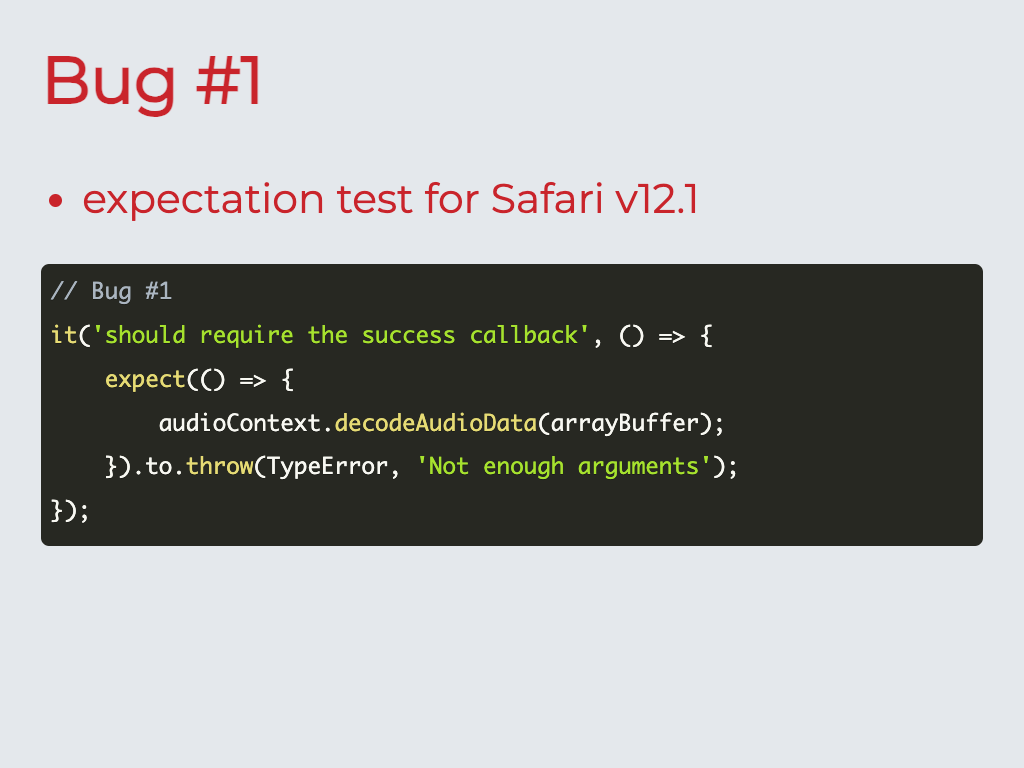 Bug #1
• expectation test for Safari v12.1
// Bug #1
it('should require the success callback', () => {
    expect(() => {
        audioContext.decodeAudioData(arrayBuffer);
    }).to.throw(TypeError, 'Not enough arguments');
});